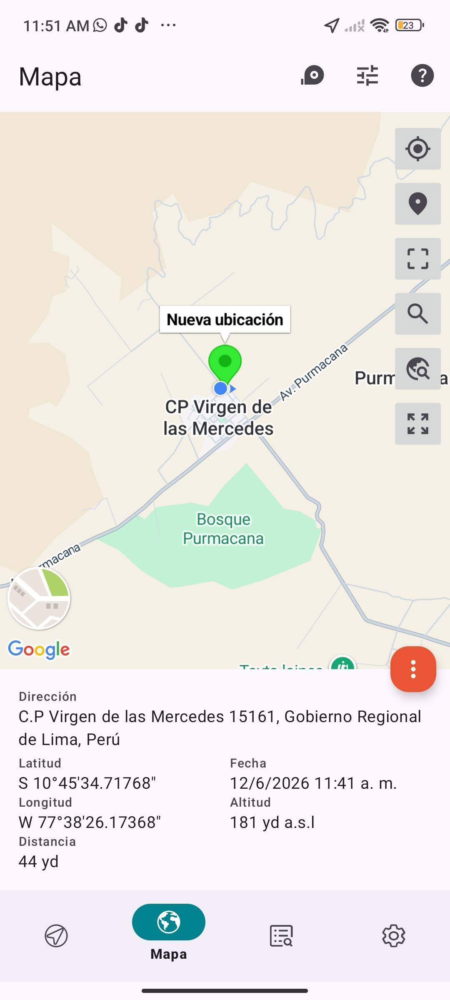 11:51 AM
23
Mapa
Nueva ubicación
Av. Purmacana
CP Virgen de
las Mercedes
Bosque
Purmacana
Google
Dirección
C.P Virgen de las Mercedes 15161, Gobierno Regional
de Lima, Perú
Latitud
Fecha
S 10°45'34.71768"
12/6/2026 11:41 a. m.
Longitud
Altitud
W 77°38'26.17368"
181 yd a.s.l
Distancia
44 yd
Mapa